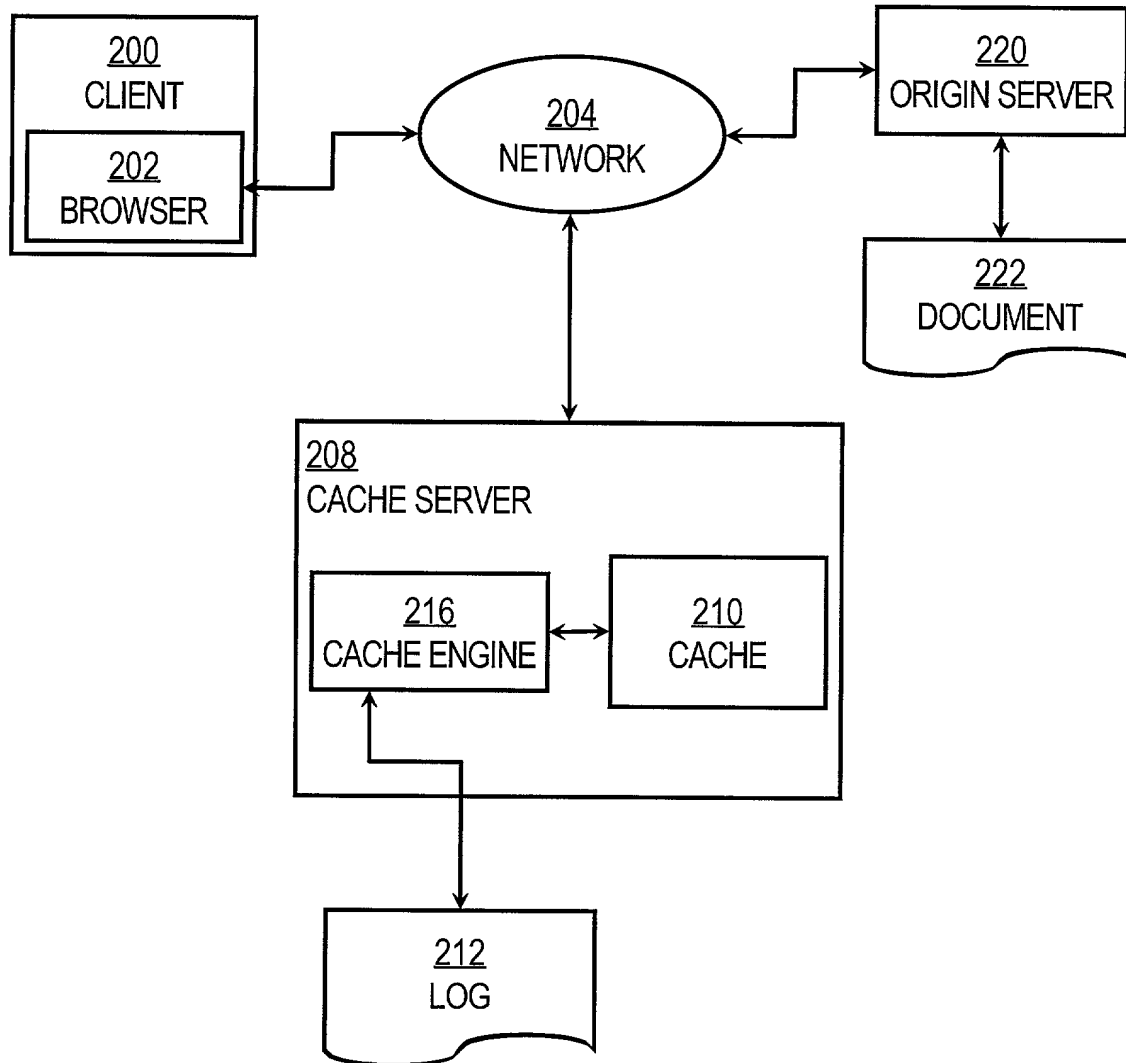 200
CLIENT
202
BROWSER
204
NETWORK
220
ORIGIN SERVER
222
DOCUMENT
208
CACHE SERVER
216
CACHE ENGINE
210
CACHE
212
LOG